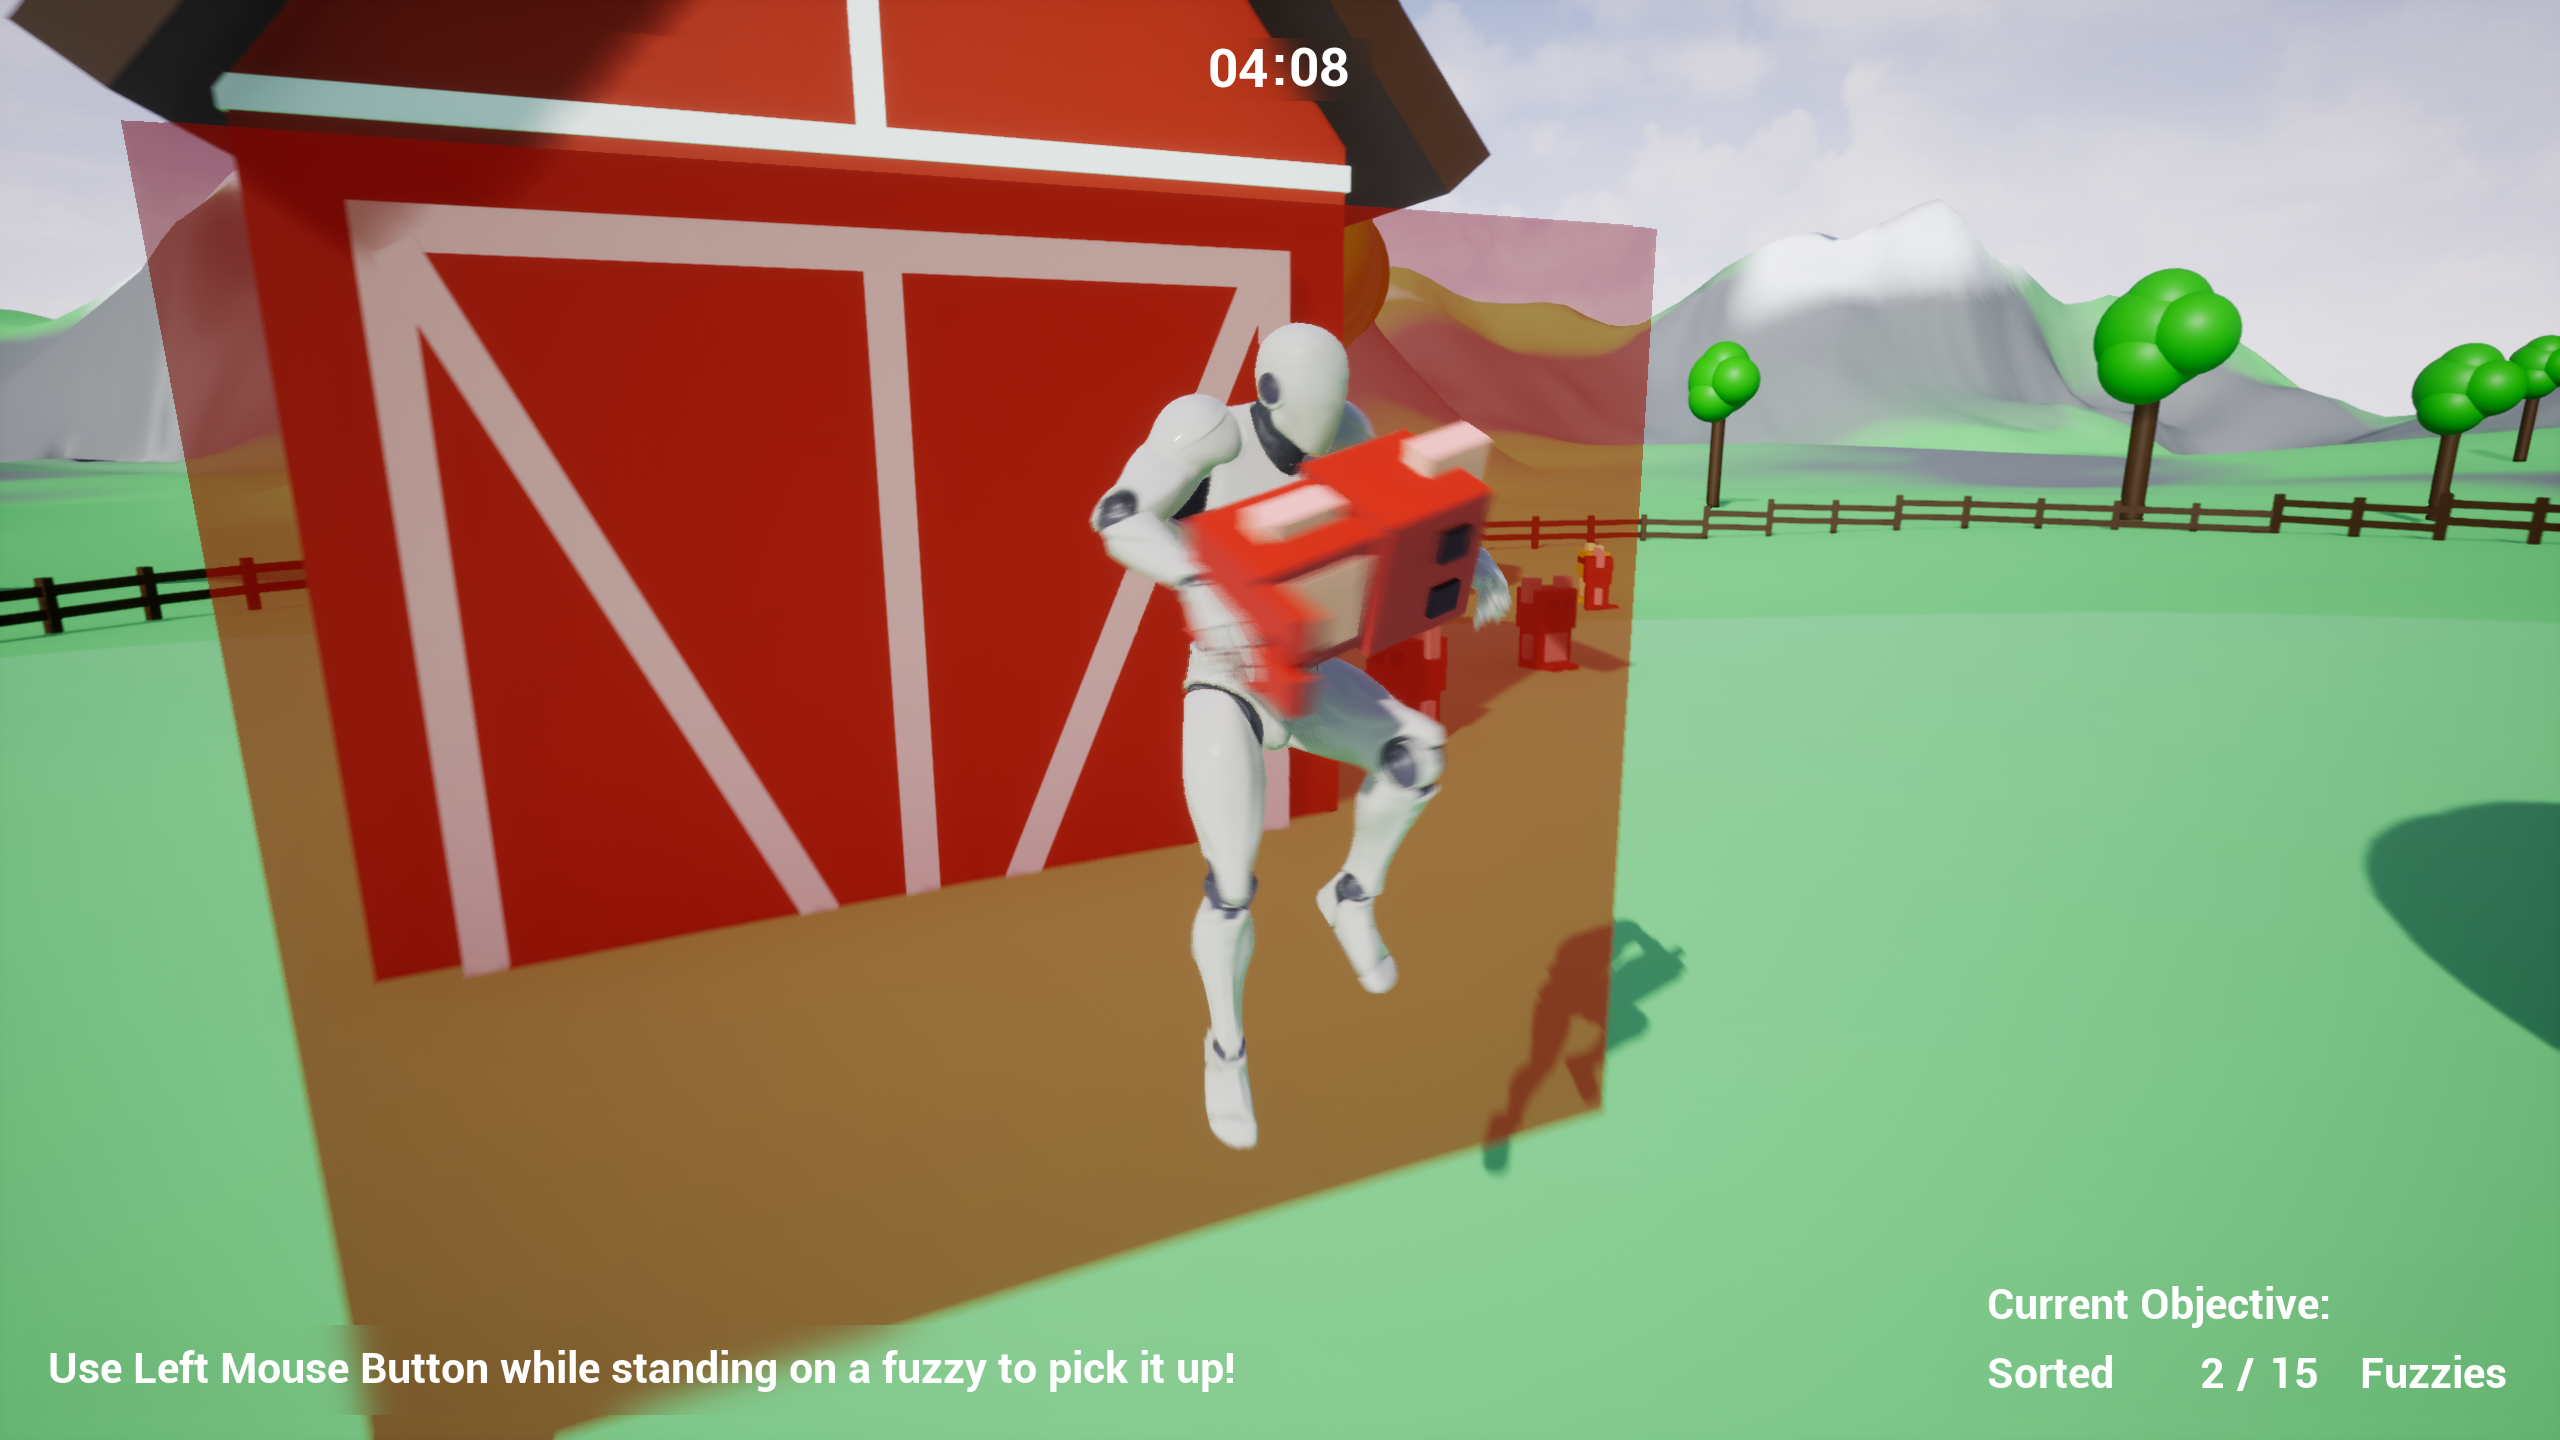 04:08
Use Left Mouse Button while standing on a fuzzy to pick it up!
Current Objective:
Sorted 2 / 15 Fuzzies